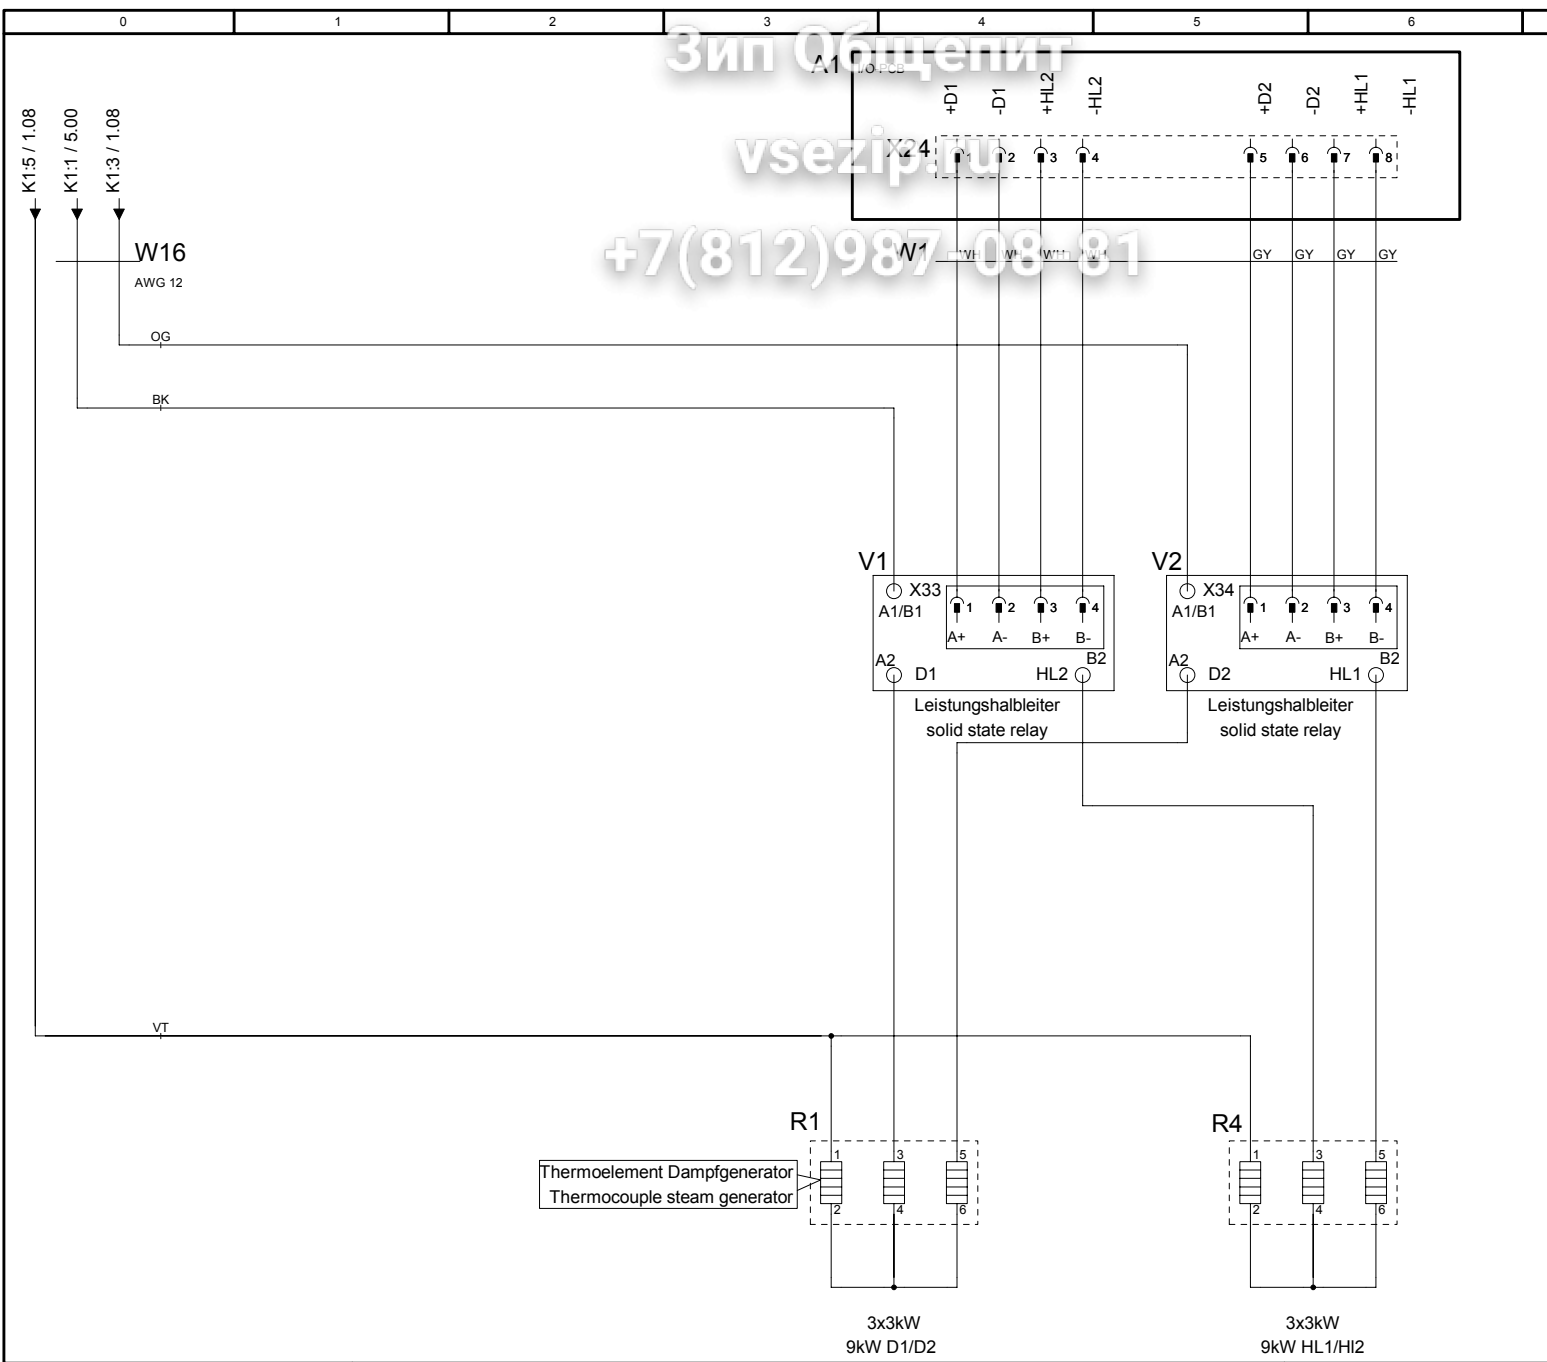 0 1 2 3 4 5 6
Зип Общепит
A1 I/O-PCB
+D1 -D1 +HL2 -HL2 +D2 -D2 +HL1 -HL1
K1:5 / 1.08 K1:1 / 5.00 K1:3 / 1.08
vsezip.ru
X24 1 2 3 4 5 6 7 8
+7(812)987-08-81
W16 W1 WH WH WH WH GY GY GY GY
AWG 12
OG
BK
V1 V2
X33 1 2 3 4 X34 1 2 3 4
A1/B1 A1/B1
A+ A- B+ B- A+ A- B+ B-
A2 B2 A2 B2
D1 HL2 D2 HL1
Leistungshalbleiter Leistungshalbleiter
solid state relay solid state relay
VT
R1 R4
1 3 5 1 3 5
Thermoelement Dampfgenerator
Thermocouple steam generator
2 4 6 2 4 6
3x3kW 3x3kW
9kW D1/D2 9kW HL1/Hl2